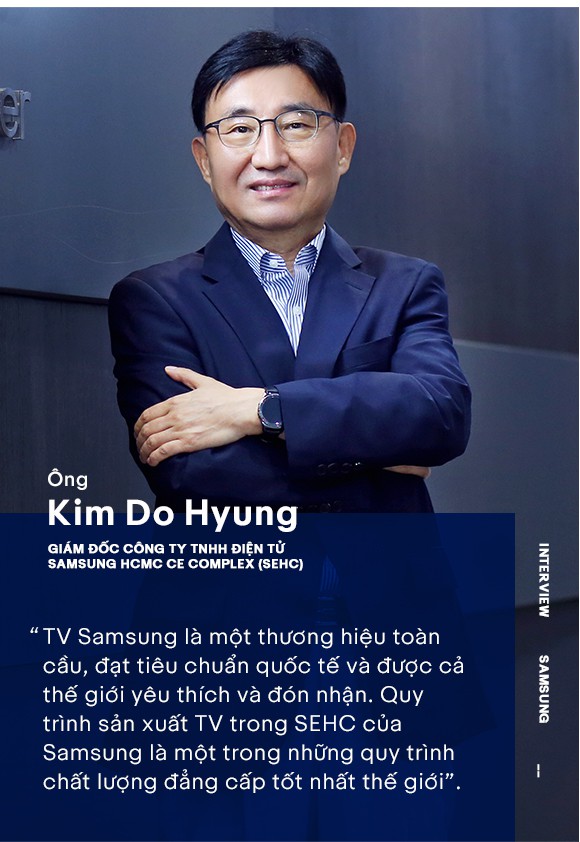 er
Ông
Kim Do Hyung
GIÁM ĐỐC CÔNG TY TNHH ĐIỆN TỬ
SAMSUNG HCMC CE COMPLEX (SEHC)
“TV Samsung là một thương hiệu toàn
cầu, đạt tiêu chuẩn quốc tế và được cả
thế giới yêu thích và đón nhận. Quy
trình sản xuất TV trong SEHC của
Samsung là một trong những quy trình
chất lượng đẳng cấp tốt nhất thế giới”.
INTERVIEW SAMSUNG --